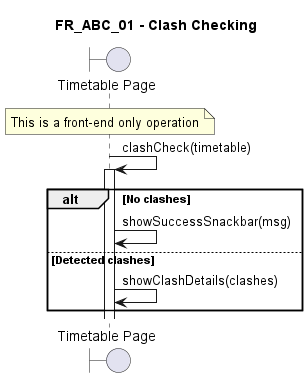 FR_ABC_01 - Clash Checking
Timetable Page
This is a front-end only operation
clashCheck(timetable)
alt [No clashes]
showSuccessSnackbar(msg)
[Detected clashes]
showClashDetails(clashes)
Timetable Page